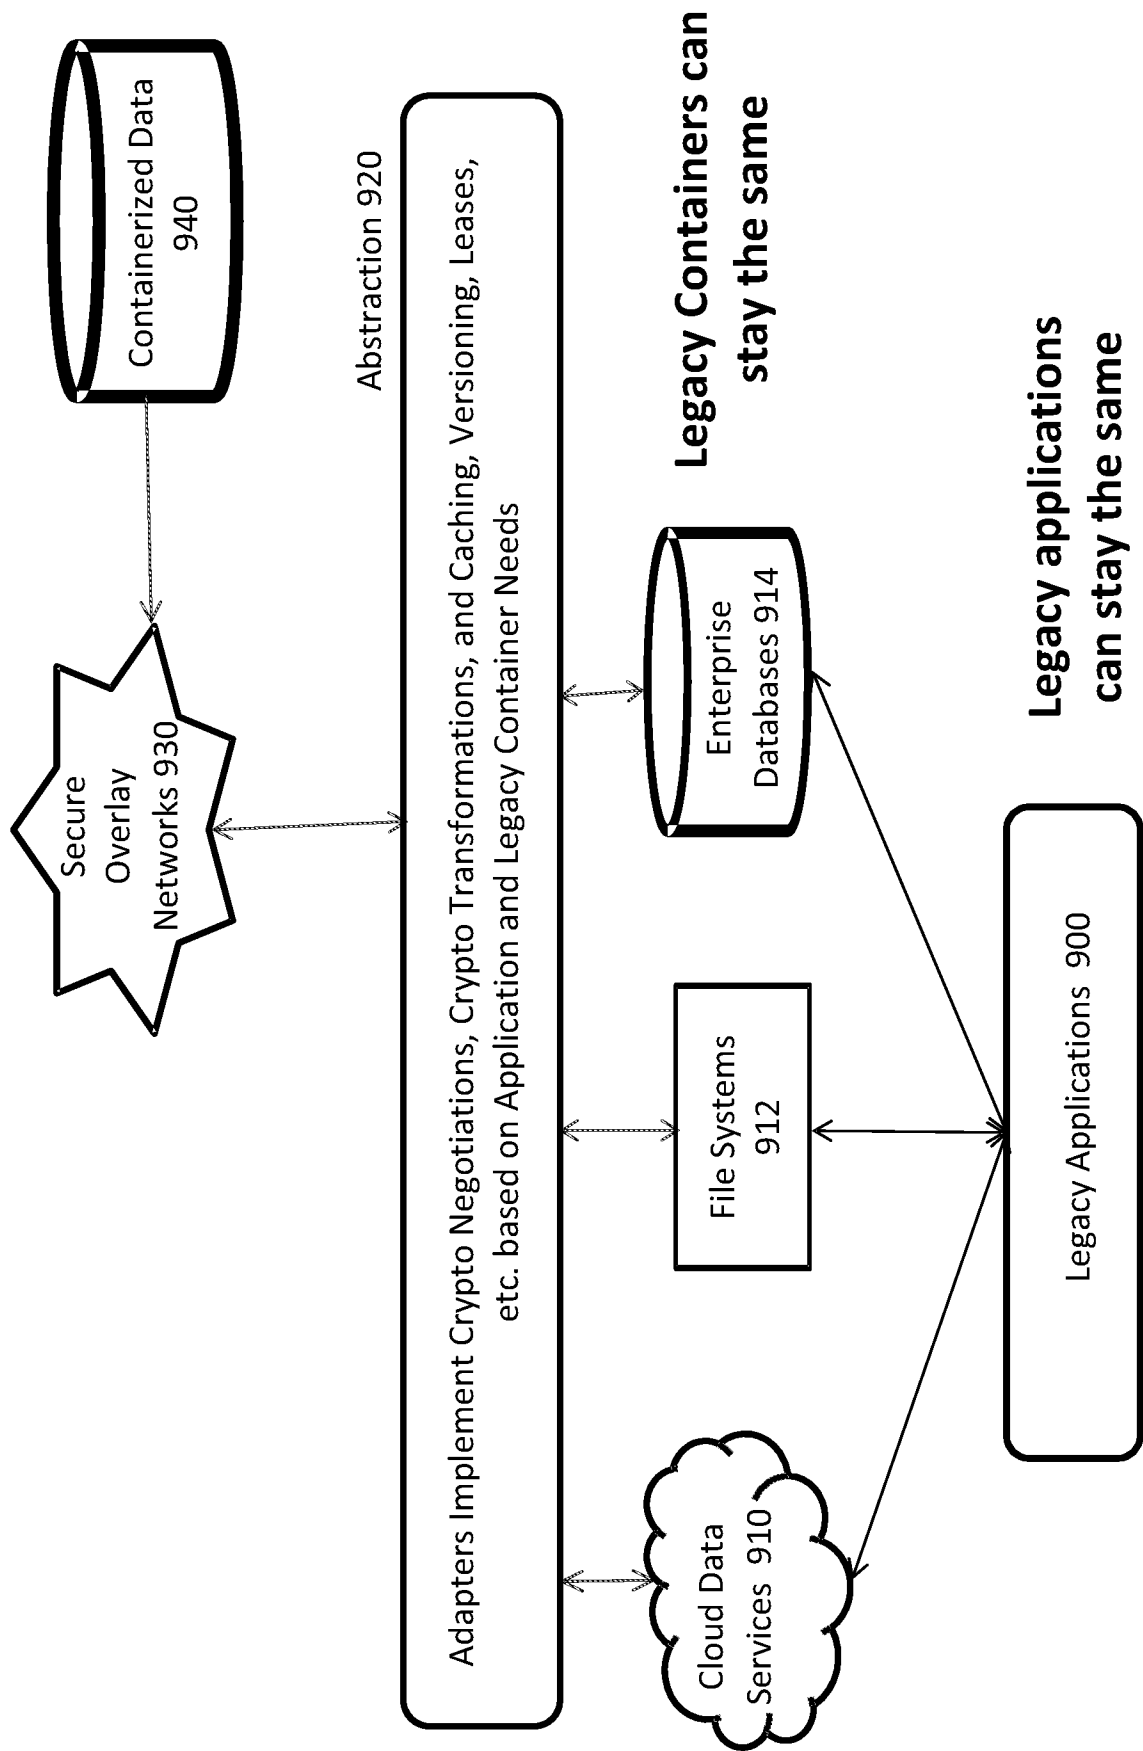 Secure
Overlay
Networks 930
Containerized Data
940
Abstraction 920
Adapters Implement Crypto Negotiations, Crypto Transformations, and Caching, Versioning, Leases,
etc. based on Application and Legacy Container Needs
Cloud Data
Services 910
File Systems
912
Enterprise
Databases 914
Legacy Containers can
stay the same
Legacy Applications 900
Legacy applications
can stay the same